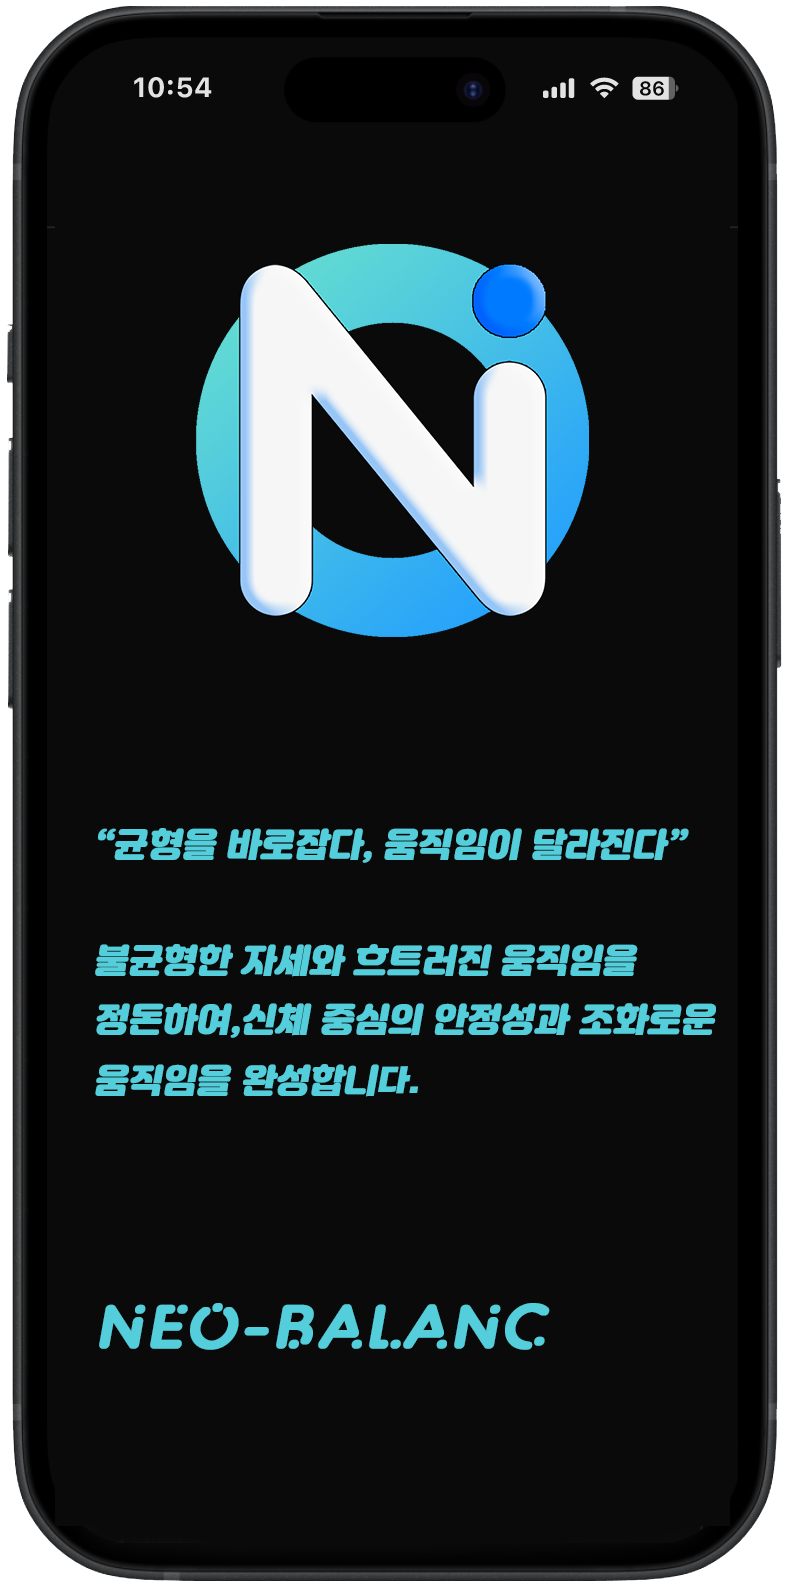 10:54
86
Ni
“균형을 바로잡다, 움직임이 달라진다”
불균형한 자세와 흐트러진 움직임을
정돈하여,신체 중심의 안정성과 조화로운
움직임을 완성합니다.
NEO-BALANC